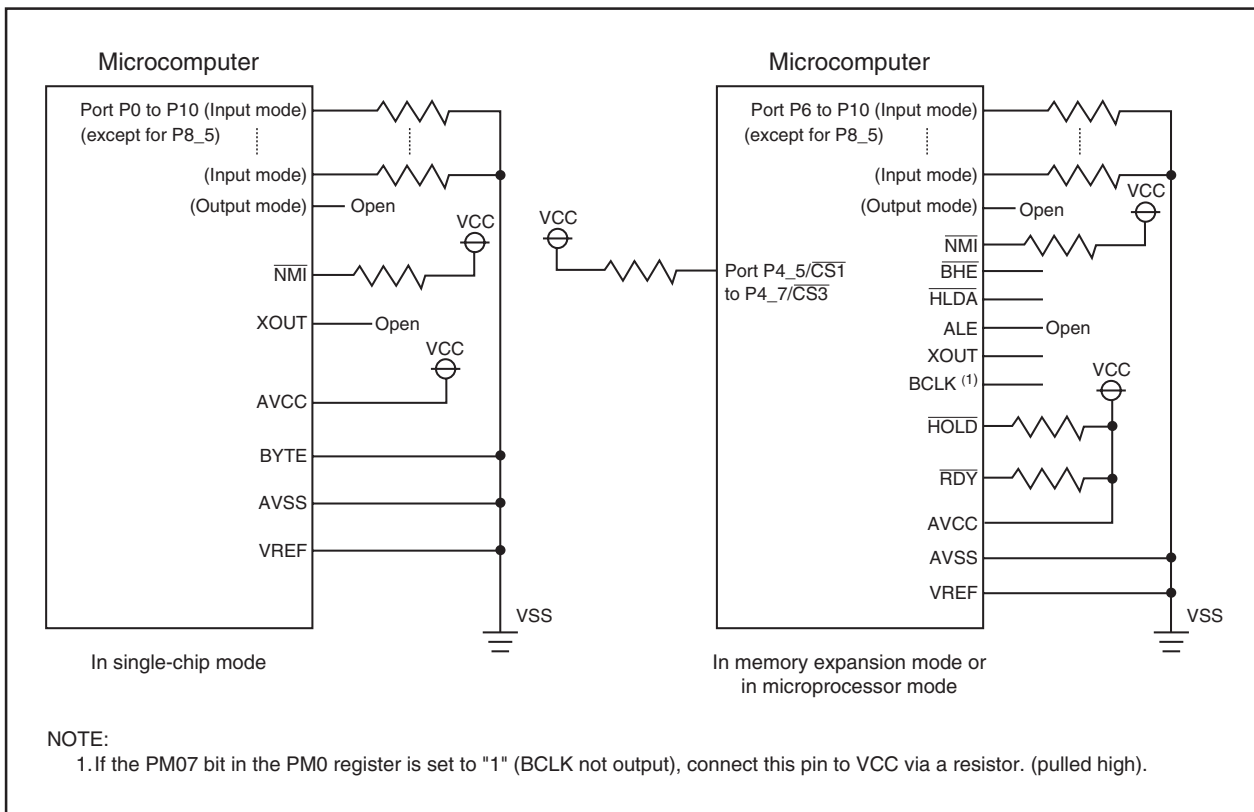 Microcomputer
Port P0 to P10 (Input mode)
(except for P8_5)
(Input mode)
(Output mode)
Open
VCC
NMI
XOUT
Open
VCC
AVCC
BYTE
AVSS
VREF
VSS
In single-chip mode
Microcomputer
Port P6 to P10 (Input mode)
(except for P8_5)
(Input mode)
(Output mode)
Open
VCC
NMI
VCC
Port P4_5/CS1
to P4_7/CS3
BHE
HLDA
ALE
Open
XOUT
BCLK (1)
VCC
HOLD
RDY
AVCC
AVSS
VREF
VSS
In memory expansion mode or
in microprocessor mode
NOTE:
1.If the PM07 bit in the PM0 register is set to "1" (BCLK not output), connect this pin to VCC via a resistor. (pulled high).